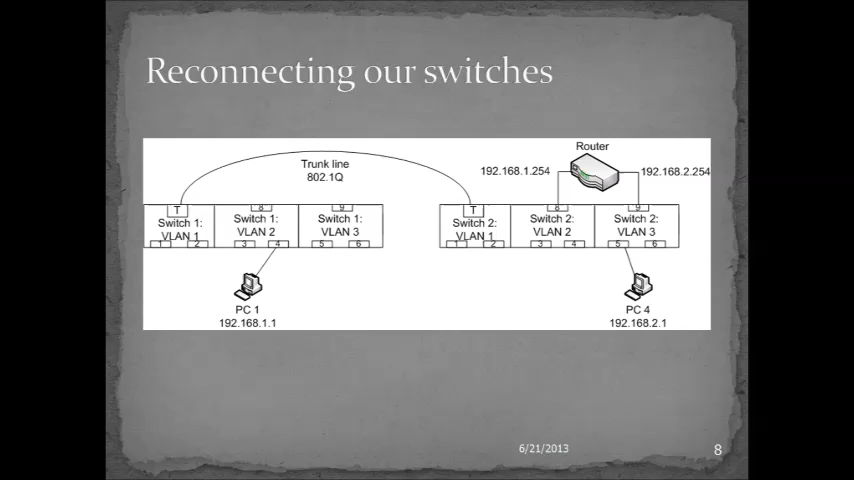 Reconnecting our switches
Router
Trunk line
802.1Q
192.168.1.254
192.168.2.254
T
8
9
Switch 1:
VLAN 1
Switch 1:
VLAN 2
Switch 1:
VLAN 3
1
2
3
4
5
6
T
8
9
Switch 2:
VLAN 1
Switch 2:
VLAN 2
Switch 2:
VLAN 3
1
2
3
4
5
6
PC 1
192.168.1.1
PC 4
192.168.2.1
6/21/2013
8